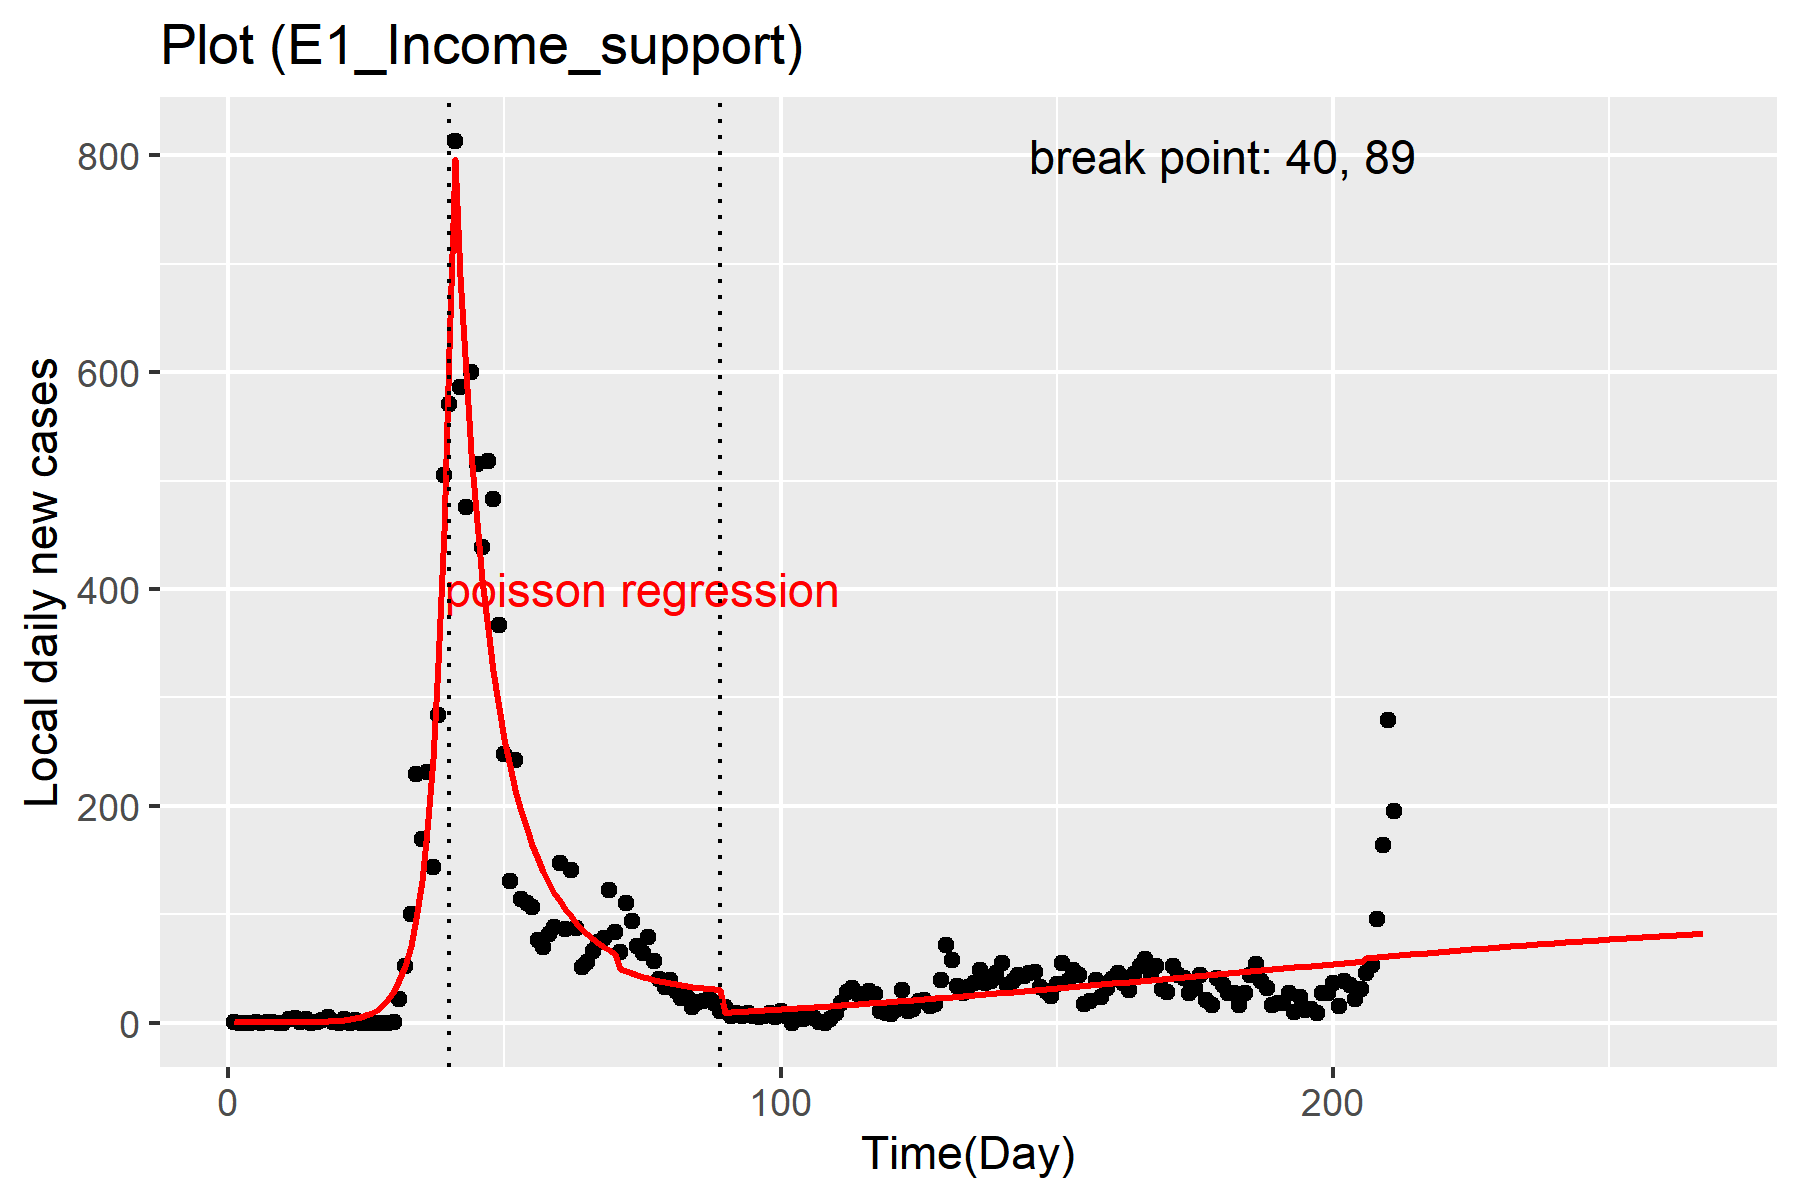 Plot (E1_Income_support)
break point: 40, 89
poisson regression
Local daily new cases
800
600
400
200
0
0
100
200
Time(Day)